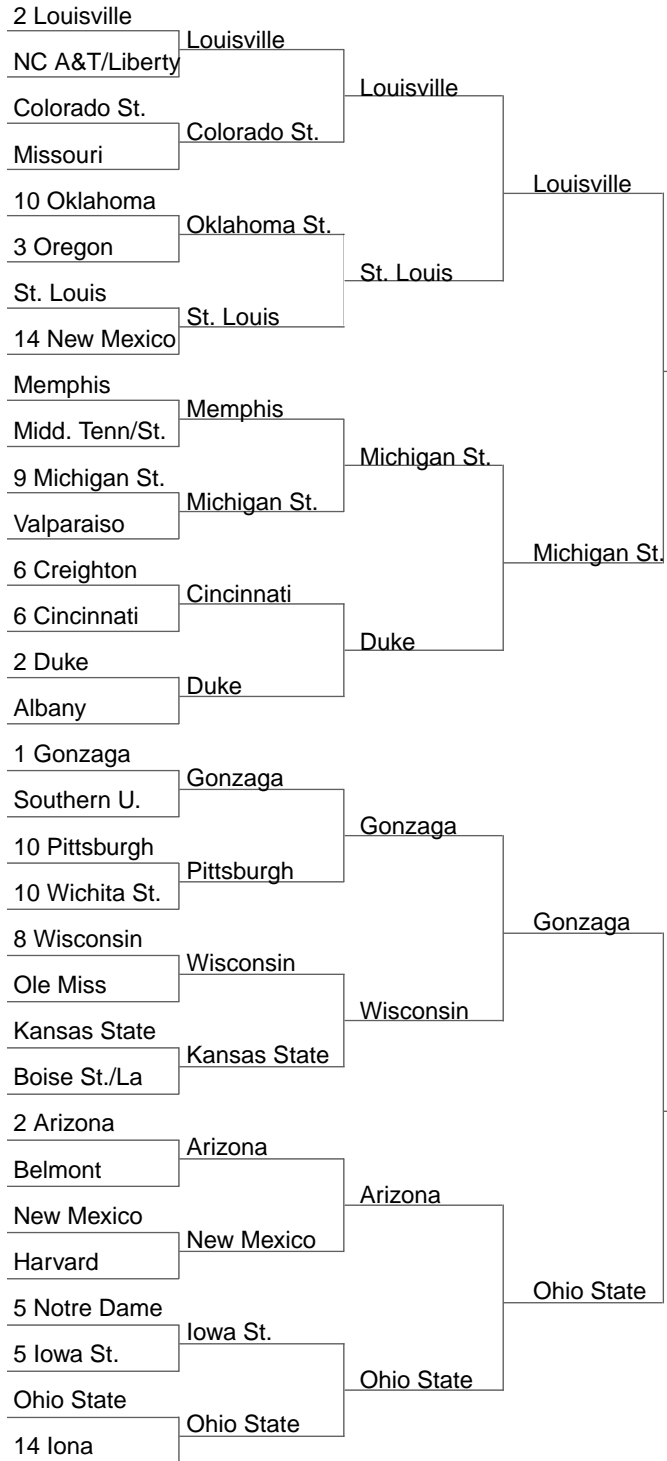 2 Louisville
NC A&T/Liberty
Colorado St.
Missouri
10 Oklahoma
3 Oregon
St. Louis
14 New Mexico
Memphis
Midd. Tenn/St.
9 Michigan St.
Valparaiso
6 Creighton
6 Cincinnati
2 Duke
Albany
1 Gonzaga
Southern U.
10 Pittsburgh
10 Wichita St.
8 Wisconsin
Ole Miss
Kansas State
Boise St./La
2 Arizona
Belmont
New Mexico
Harvard
5 Notre Dame
5 Iowa St.
Ohio State
14 Iona
Louisville
Colorado St.
Oklahoma St.
St. Louis
Memphis
Michigan St.
Cincinnati
Duke
Gonzaga
Pittsburgh
Wisconsin
Kansas State
Arizona
New Mexico
Iowa St.
Ohio State
Louisville
St. Louis
Michigan St.
Duke
Gonzaga
Wisconsin
Arizona
Ohio State
Louisville
Michigan St.
Gonzaga
Ohio State